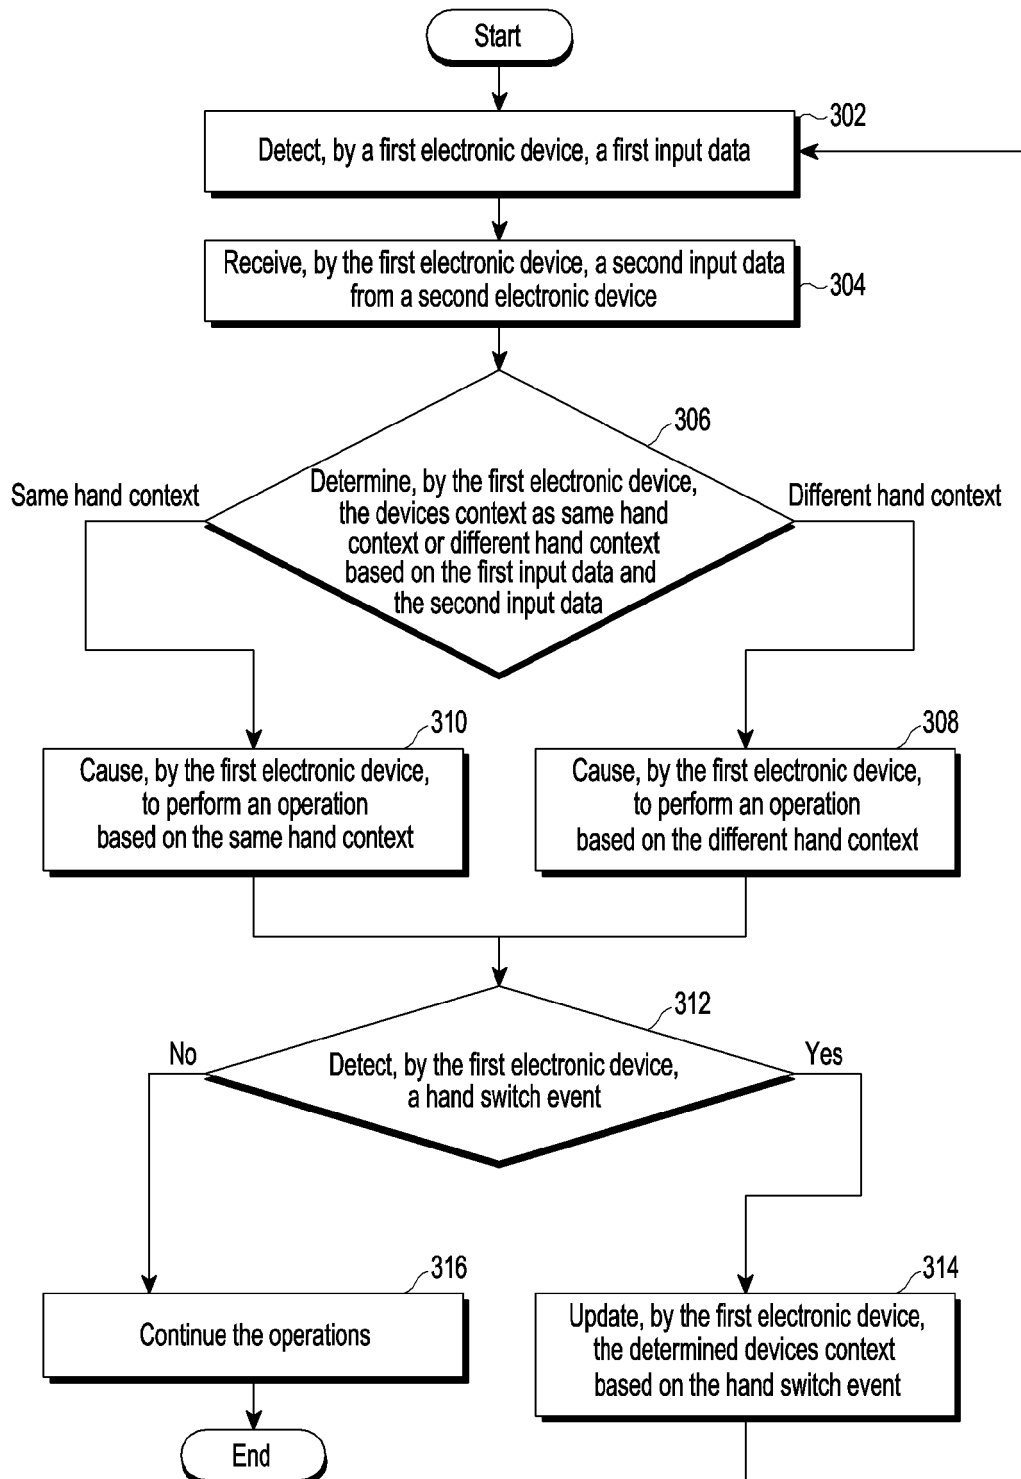 Start
302
Detect, by a first electronic device, a first input data
Receive, by the first electronic device, a second input data
from a second electronic device
304
306
Same hand context
Different hand context
Determine, by the first electronic device,
the devices context as same hand
context or different hand context
based on the first input data and
the second input data
310
Cause, by the first electronic device,
to perform an operation
based on the same hand context
308
Cause, by the first electronic device,
to perform an operation
based on the different hand context
312
No
Yes
Detect, by the first electronic device,
a hand switch event
316
Continue the operations
314
Update, by the first electronic device,
the determined devices context
based on the hand switch event
End